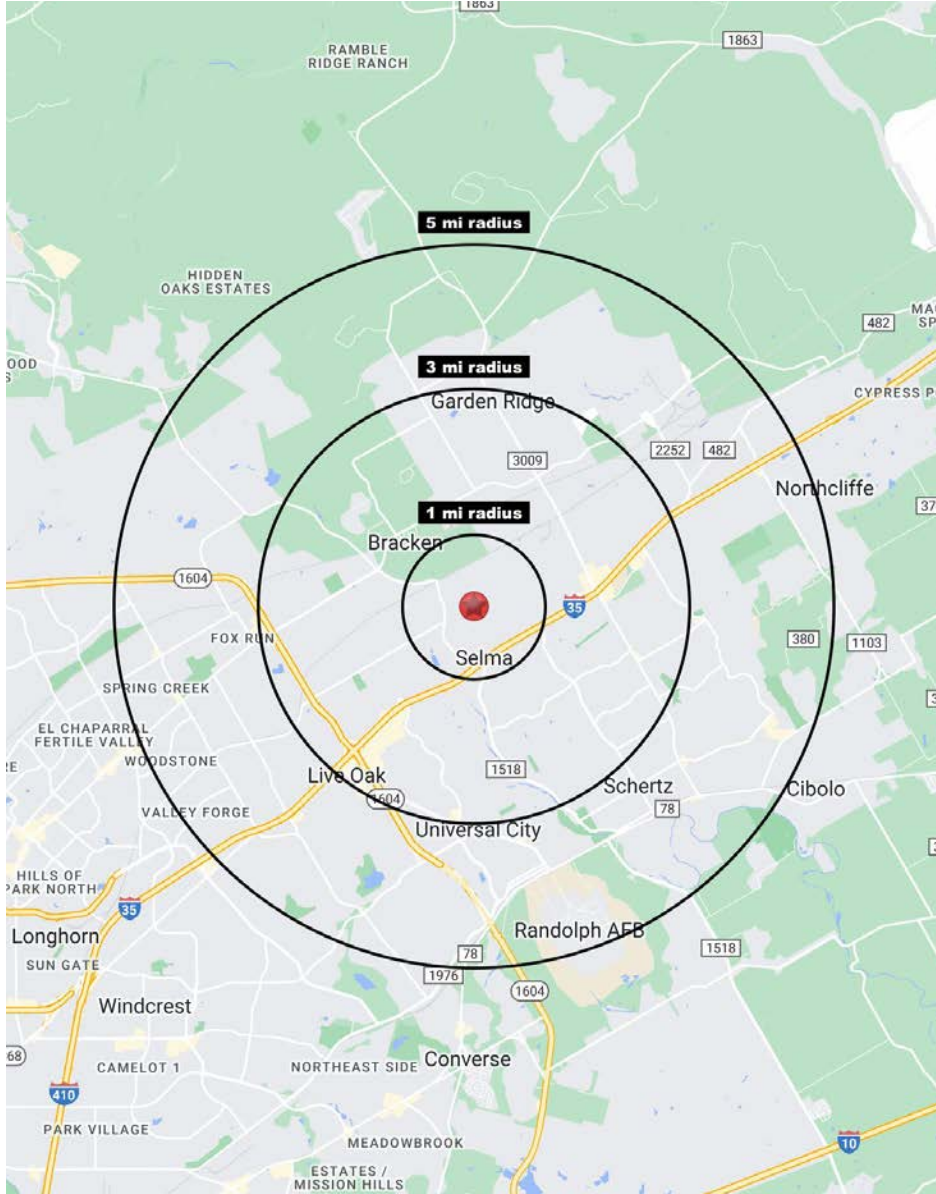 1863
1863
RAMBLE
RIDGE RANCH
5 mi radius
HIDDEN
OAKS ESTATES
482
3 mi radius
Garden Ridge
2252
482
3009
Northcliffe
1 mi radius
Bracken
1604
35
FOX RUN
380
1103
Selma
SPRING CREEK
EL CHAPARRAL
FERTILE VALLEY
WOODSTONE
1518
Live Oak
Schertz
Cibolo
1604
78
VALLEY FORGE
Universal City
HILLS OF
PARK NORTH
35
Longhorn
Randolph AFB
SUN GATE
78
1518
1976
1604
Windcrest
68
Converse
CAMELOT 1
NORTHEAST SIDE
410
PARK VILLAGE
MEADOWBROOK
10
ESTATES /
MISSION HILLS